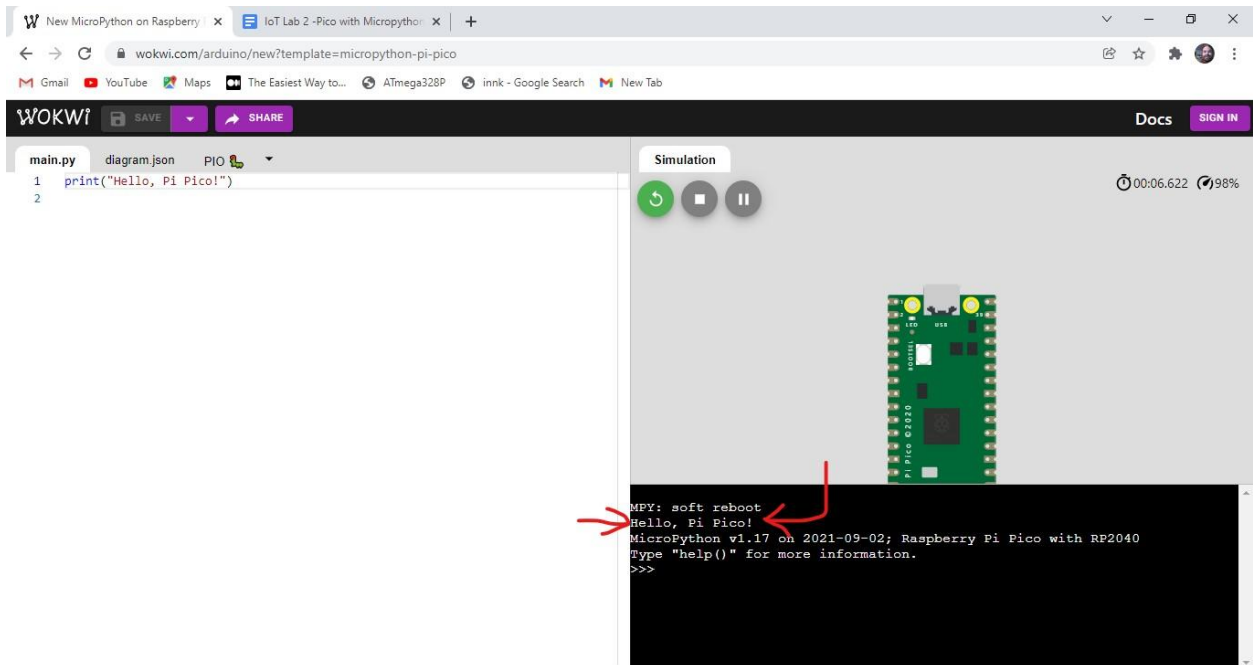 New MicroPython on Raspberry
IoT Lab 2 -Pico with Micropython
wokwi.com/arduino/new?template=micropython-pi-pico
Gmail YouTube Maps The Easiest Way to... ATmega328P innk - Google Search New Tab
WOKWI SAVE SHARE Docs SIGN IN
main.py diagram.json PIO Simulation
1 print("Hello, Pi Pico!")
2
00:06.622 98%
LED USB
BOOTSEL
Pi Pico ©2020
MPY: soft reboot
Hello, Pi Pico!
MicroPython v1.17 on 2021-09-02; Raspberry Pi Pico with RP2040
Type "help()" for more information.
>>>